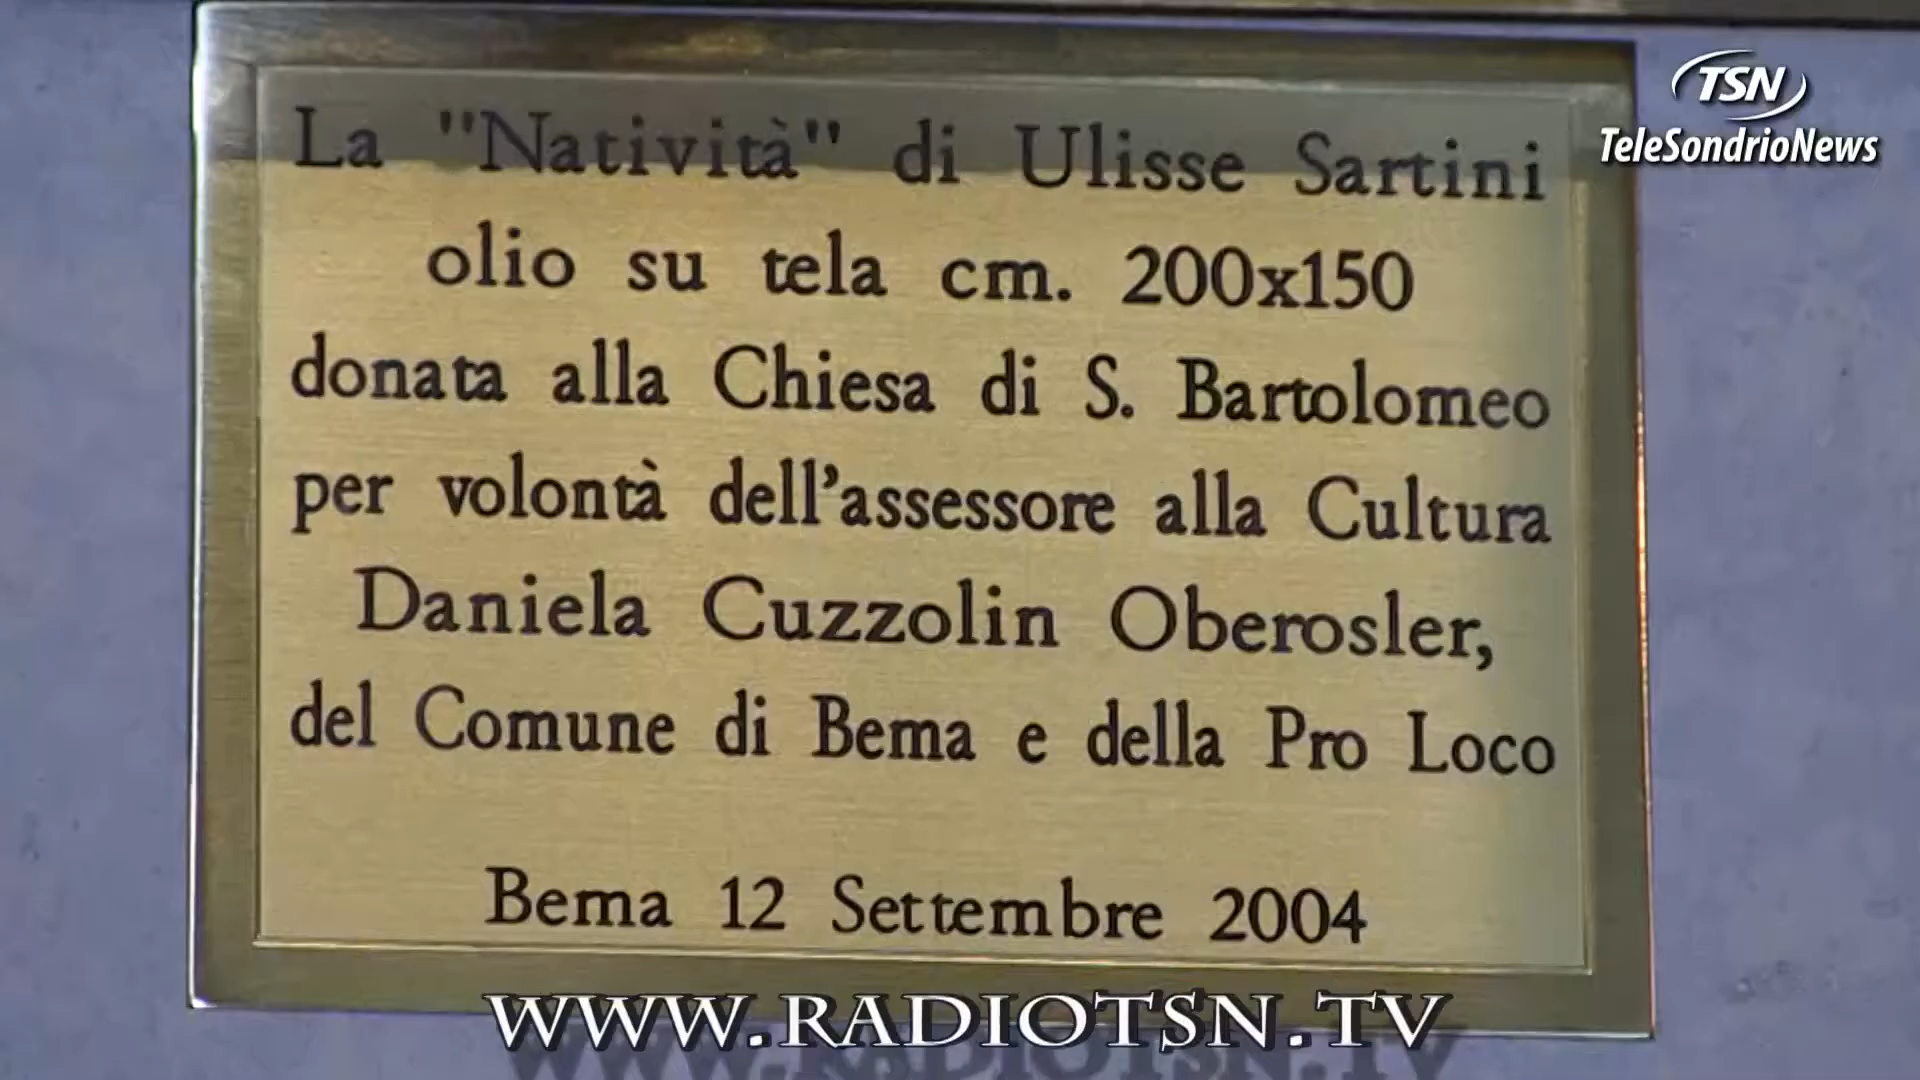 La "Natività" di Ulisse Sartini
olio su tela cm. 200x150
donata alla Chiesa di S. Bartolomeo
per volontà dell'assessore alla Cultura
Daniela Cuzzolin Oberosler,
del Comune di Bema e della Pro Loco
Bema 12 Settembre 2004
TSN
TeleSondrioNews
WWW.RADIOTSN.TV